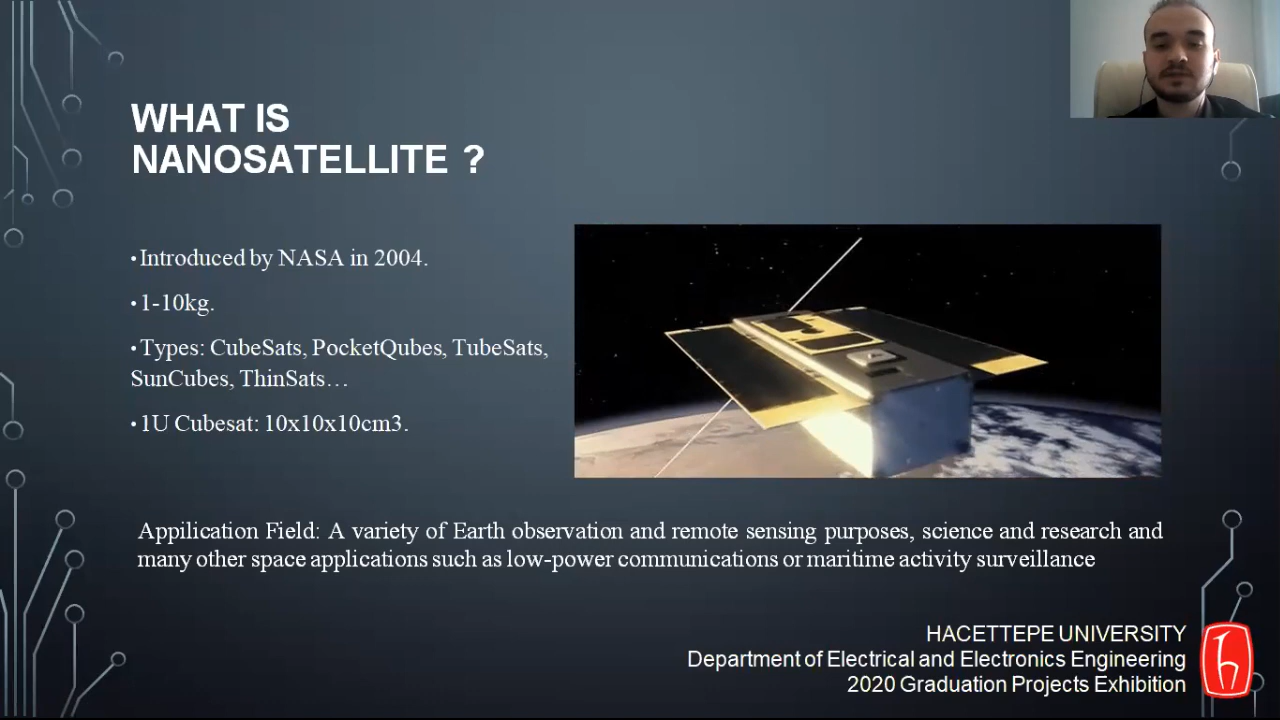 WHAT IS
NANOSATELLITE ?
•Introduced by NASA in 2004.
•1-10kg.
•Types: CubeSats, PocketQubes, TubeSats,
SunCubes, ThinSats…
•1U Cubesat: 10x10x10cm3.
Appilication Field: A variety of Earth observation and remote sensing purposes, science and research and
many other space applications such as low-power communications or maritime activity surveillance
HACETTEPE UNIVERSITY
Department of Electrical and Electronics Engineering
2020 Graduation Projects Exhibition